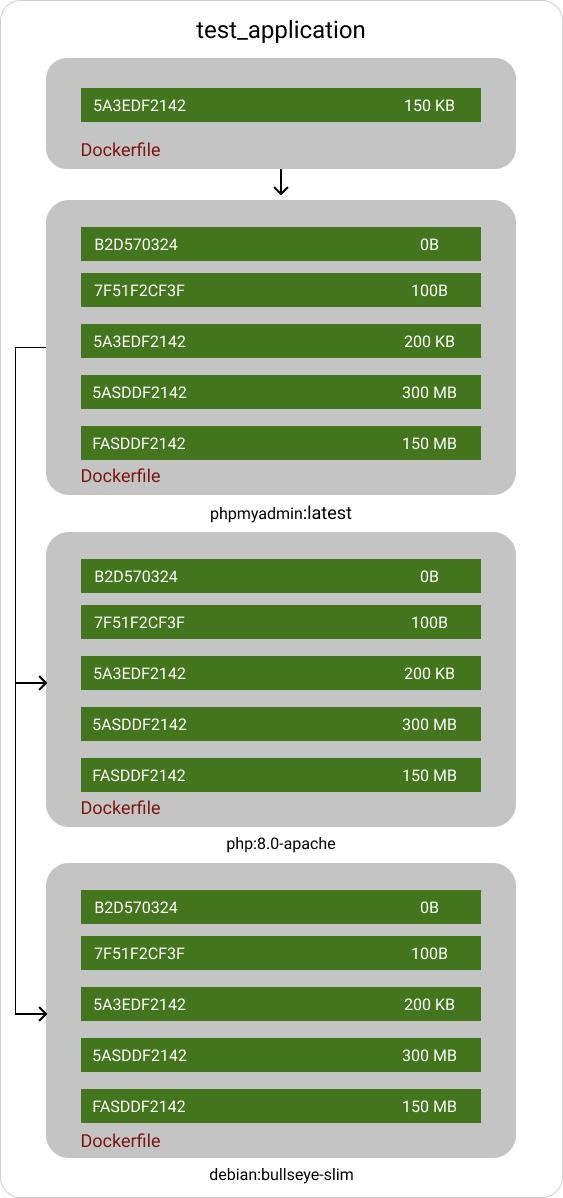 test_application
5A3EDF2142 150 KB
Dockerfile
B2D570324 0B
7F51F2CF3F 100B
5A3EDF2142 200 KB
5ASDDF2142 300 MB
FASDDF2142 150 MB
Dockerfile
phpmyadmin:latest
B2D570324 0B
7F51F2CF3F 100B
5A3EDF2142 200 KB
5ASDDF2142 300 MB
FASDDF2142 150 MB
Dockerfile
php:8.0-apache
B2D570324 0B
7F51F2CF3F 100B
5A3EDF2142 200 KB
5ASDDF2142 300 MB
FASDDF2142 150 MB
Dockerfile
debian:bullseye-slim